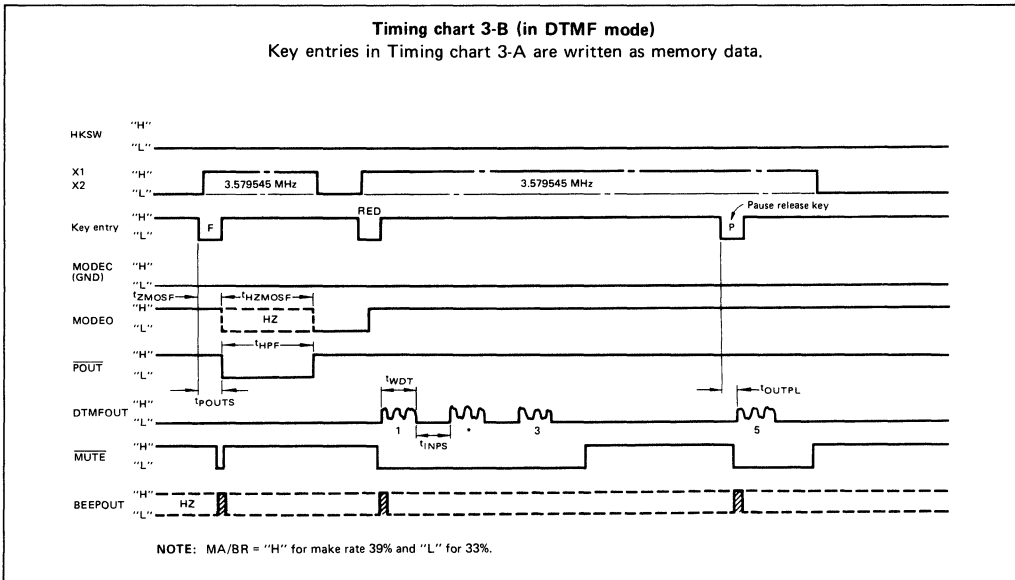 Timing chart 3-B (in DTMF mode)
Key entries in Timing chart 3-A are written as memory data.
HKSW "H"
"L"
X1 "H"
X2 "L"
3.579545 MHz 3.579545 MHz
RED
Pause release key
Key entry "H"
"L"
F P
MODEC "H"
(GND) "L"
tZMOSF tHZMOSF
MODEO "H"
"L"
HZ
POUT "H"
"L"
tHPF
tPOUTS tWDT tOUTPL
DTMFOUT "H"
"L"
1 * 3 5
tINPS
MUTE "H"
"L"
BEEPOUT "H"
"L"
HZ
NOTE: MA/BR = "H" for make rate 39% and "L" for 33%.